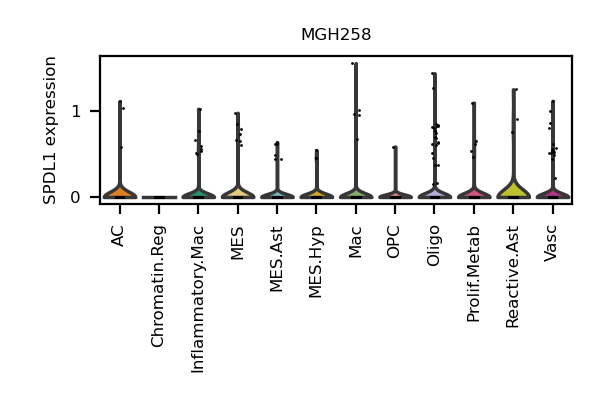 MGH258
SPDL1 expression
1
0
AC
Chromatin.Reg
Inflammatory.Mac
MES
MES.Ast
MES.Hyp
Mac
OPC
Oligo
Prolif.Metab
Reactive.Ast
Vasc